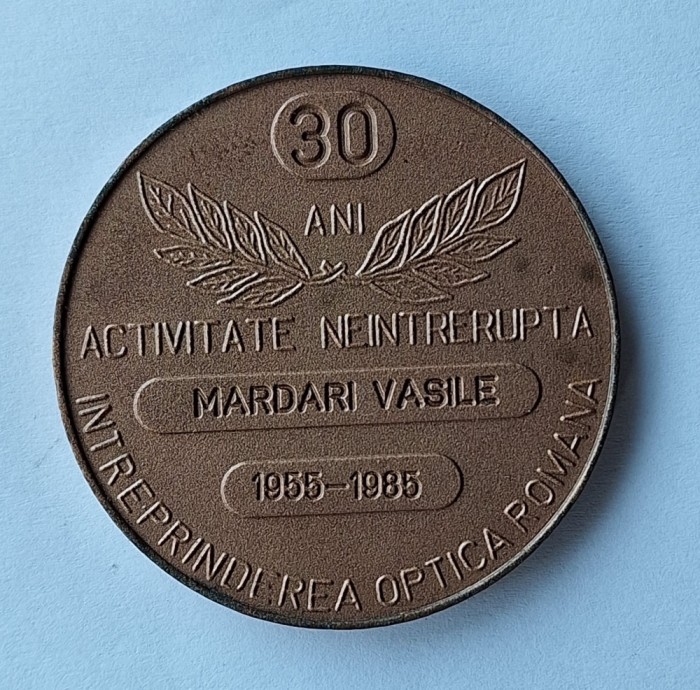 30
ANI
ACTIVITATE NEINTRERUPTA
MARDARI VASILE
1955-1985
INTREPRINDEREA OPTICA ROMANA